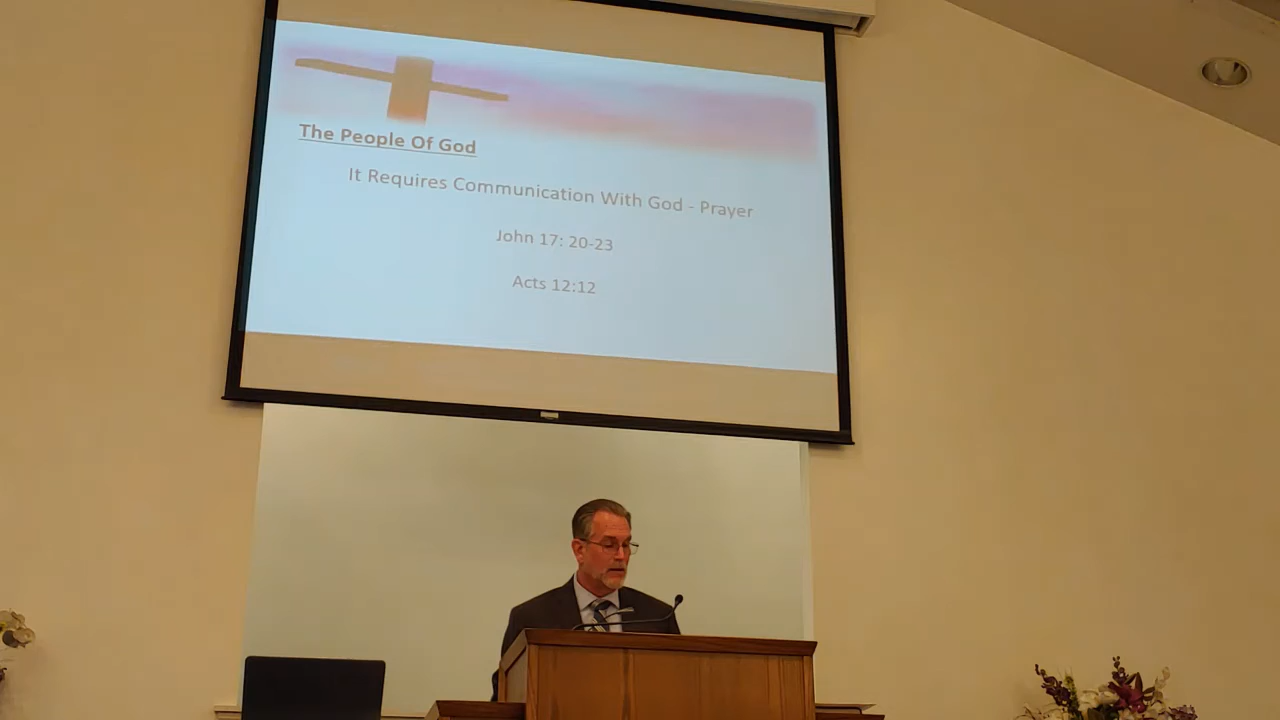 The People Of God
It Requires Communication With God - Prayer
John 17: 20-23
Acts 12:12